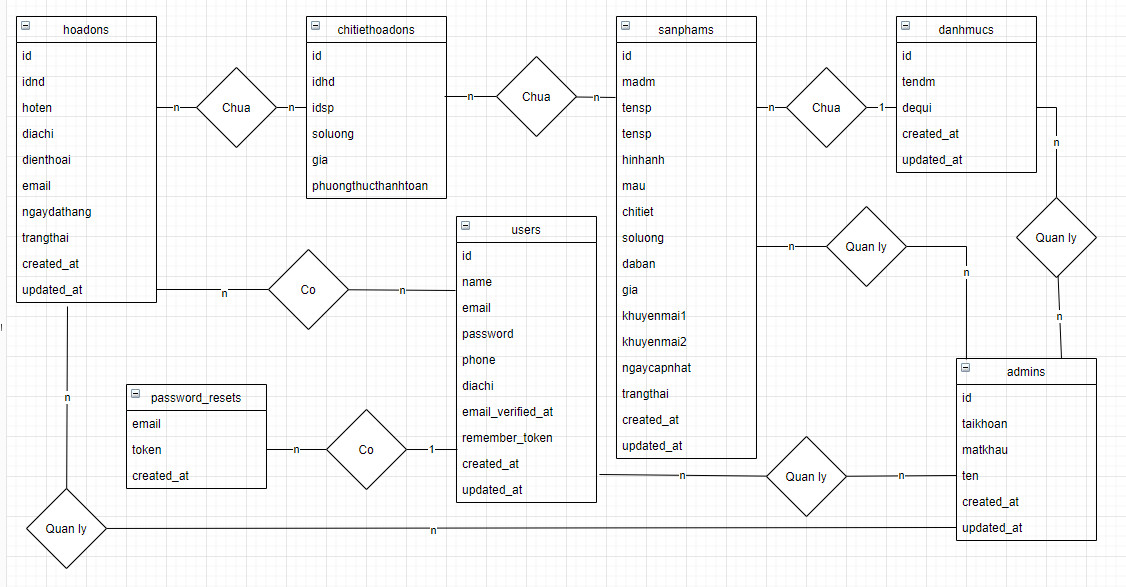 hoadons
id
idnd
hoten
diachi
dienthoai
email
ngaydathang
trangthai
created_at
updated_at
n
Chua
n
chitiethoadons
id
idhd
idsp
soluong
gia
phuongthucthanhtoan
n
Chua
n
sanphams
id
madm
tensp
tensp
hinhanh
mau
chitiet
soluong
daban
gia
khuyenmai1
khuyenmai2
ngaycapnhat
trangthai
created_at
updated_at
n
Chua
1
danhmucs
id
tendm
dequi
created_at
updated_at
n
Quan ly
n
n
Quan ly
n
n
Co
n
users
id
name
email
password
phone
diachi
email_verified_at
remember_token
created_at
updated_at
password_resets
email
token
created_at
n
Co
1
admins
id
taikhoan
matkhau
ten
created_at
updated_at
n
Quan ly
n
n
Quan ly
n